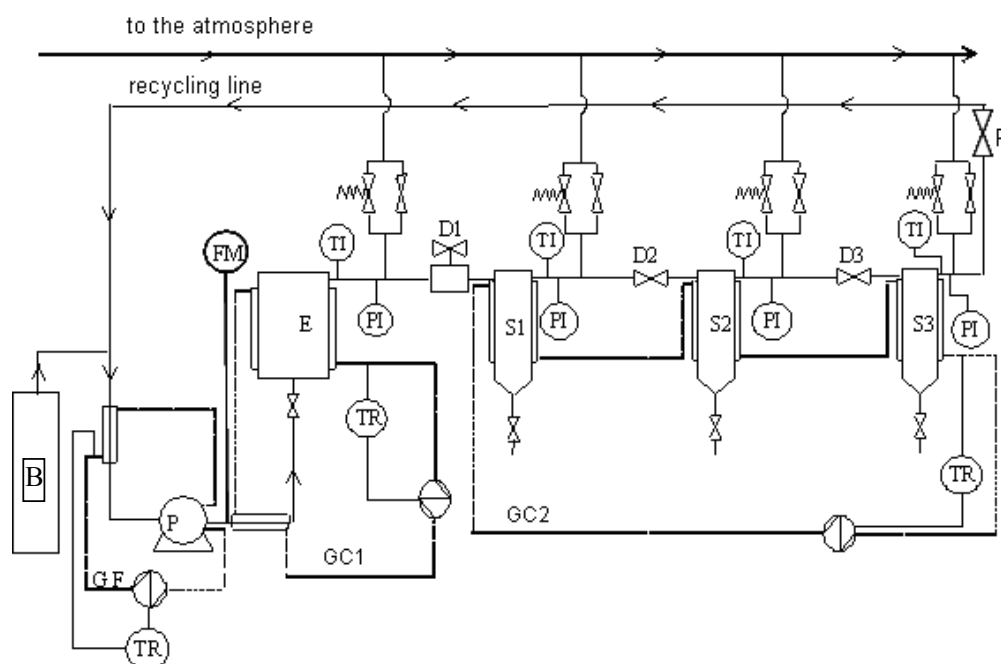 to the atmosphere
recycling line
D1
FM
TI
TI
D2
TI
D3
TI
E
PI
S1
PI
S2
PI
S3
PI
TR
B
P
TR
GC2
GC1
GF
TR